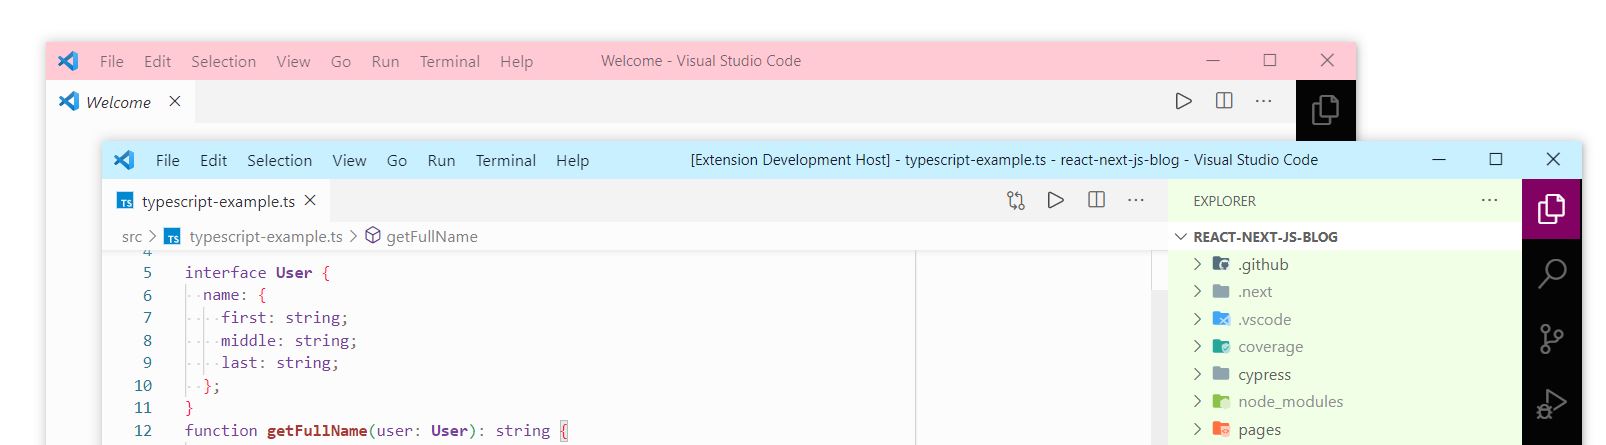 File Edit Selection View Go Run Terminal Help Welcome - Visual Studio Code
Welcome
File Edit Selection View Go Run Terminal Help [Extension Development Host] - typescript-example.ts - react-next-js-blog - Visual Studio Code
TS typescript-example.ts
EXPLORER
src > TS typescript-example.ts > getFullName
REACT-NEXT-JS-BLOG
4
5 interface User {
6 name: {
7 first: string;
8 middle: string;
9 last: string;
10 };
11 }
12 function getFullName(user: User): string {
.github
.next
.vscode
coverage
cypress
node_modules
pages